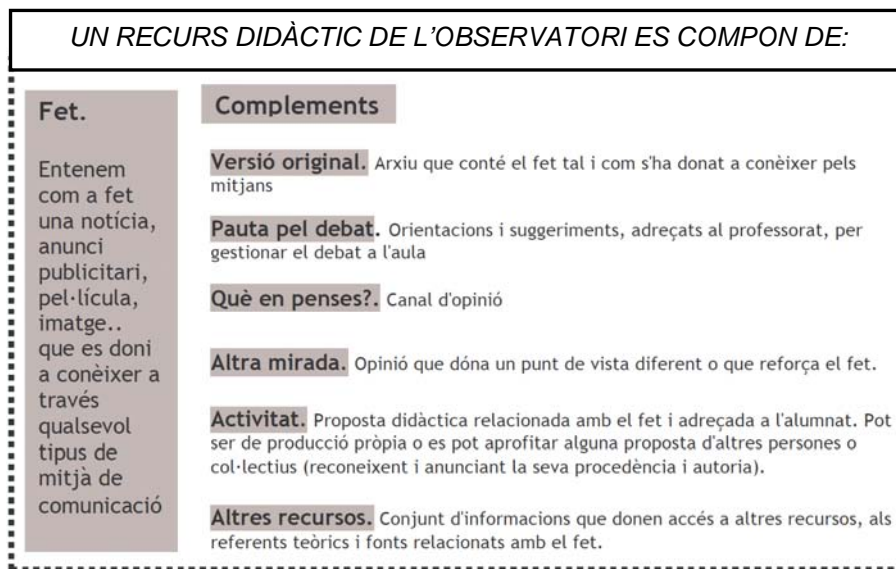 UN RECURS DIDÀCTIC DE L'OBSERVATORI ES COMPON DE:
Fet.
Entenem
com a fet
una notícia,
anunci
publicitari,
pel·lícula,
imatge..
que es doni
a conèixer a
través
qualsevol
tipus de
mitjà de
comunicació
Complements
Versió original. Arxiu que conté el fet tal i com s'ha donat a conèixer pels
mitjans
Pauta pel debat. Orientacions i suggeriments, adreçats al professorat, per
gestionar el debat a l'aula
Què en penses?. Canal d'opinió
Altra mirada. Opinió que dóna un punt de vista diferent o que reforça el fet.
Activitat. Proposta didàctica relacionada amb el fet i adreçada a l'alumnat. Pot
ser de producció pròpia o es pot aprofitar alguna proposta d'altres persones o
col·lectius (reconeixent i anunciant la seva procedència i autoria).
Altres recursos. Conjunt d'informacions que donen accés a altres recursos, als
referents teòrics i fonts relacionats amb el fet.